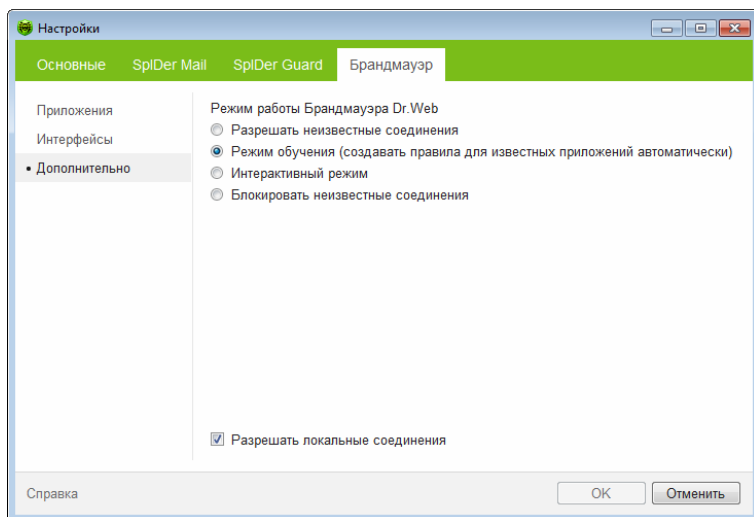 Настройки
Основные SpIDer Mail SpIDer Guard Брандмауэр
Приложения
Интерфейсы
Дополнительно
Режим работы Брандмауэра Dr.Web
Разрешать неизвестные соединения
Режим обучения (создавать правила для известных приложений автоматически)
Интерактивный режим
Блокировать неизвестные соединения
Разрешать локальные соединения
Справка OK Отменить